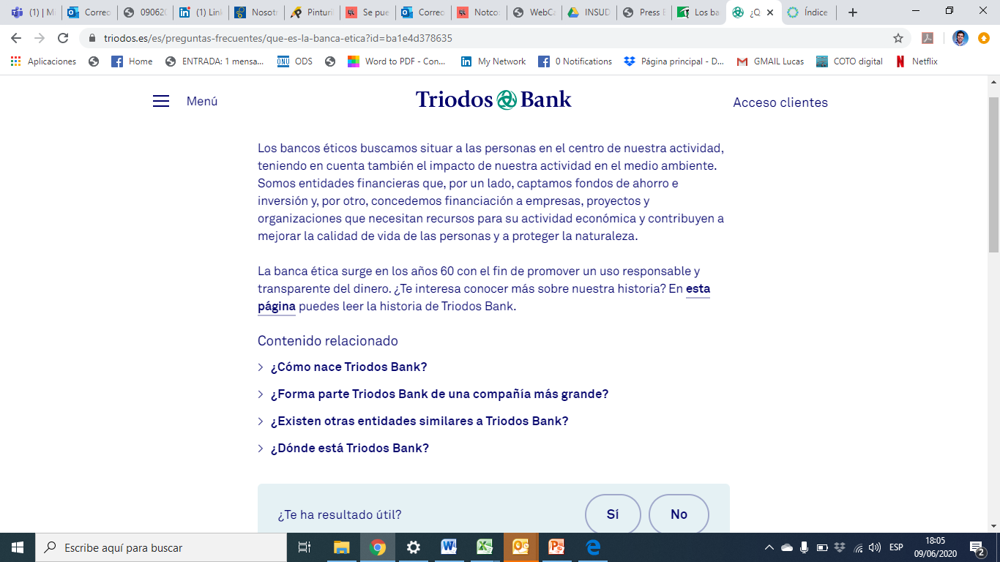 (1) | Mi
Correo
090620
(1) Link
Nosotr
Pinturil
Se pue
Correo
Notco:
WebCa
INSUD
Press E
Los ba
¿Q
Índice
triodos.es/es/preguntas-frecuentes/que-es-la-banca-etica?id=ba1e4d378635
Aplicaciones
Home
ENTRADA: 1 mensa...
ODS
Word to PDF - Con...
My Network
0 Notifications
Página principal - D...
GMAIL Lucas
COTO digital
Netflix
Menú
Triodos Bank
Acceso clientes
Los bancos éticos buscamos situar a las personas en el centro de nuestra actividad,
teniendo en cuenta también el impacto de nuestra actividad en el medio ambiente.
Somos entidades financieras que, por un lado, captamos fondos de ahorro e
inversión y, por otro, concedemos financiación a empresas, proyectos y
organizaciones que necesitan recursos para su actividad económica y contribuyen a
mejorar la calidad de vida de las personas y a proteger la naturaleza.
La banca ética surge en los años 60 con el fin de promover un uso responsable y
transparente del dinero. ¿Te interesa conocer más sobre nuestra historia? En esta
página puedes leer la historia de Triodos Bank.
Contenido relacionado
¿Cómo nace Triodos Bank?
¿Forma parte Triodos Bank de una compañía más grande?
¿Existen otras entidades similares a Triodos Bank?
¿Dónde está Triodos Bank?
¿Te ha resultado útil?
Sí
No
Escribe aquí para buscar
ESP
18:05
09/06/2020
2